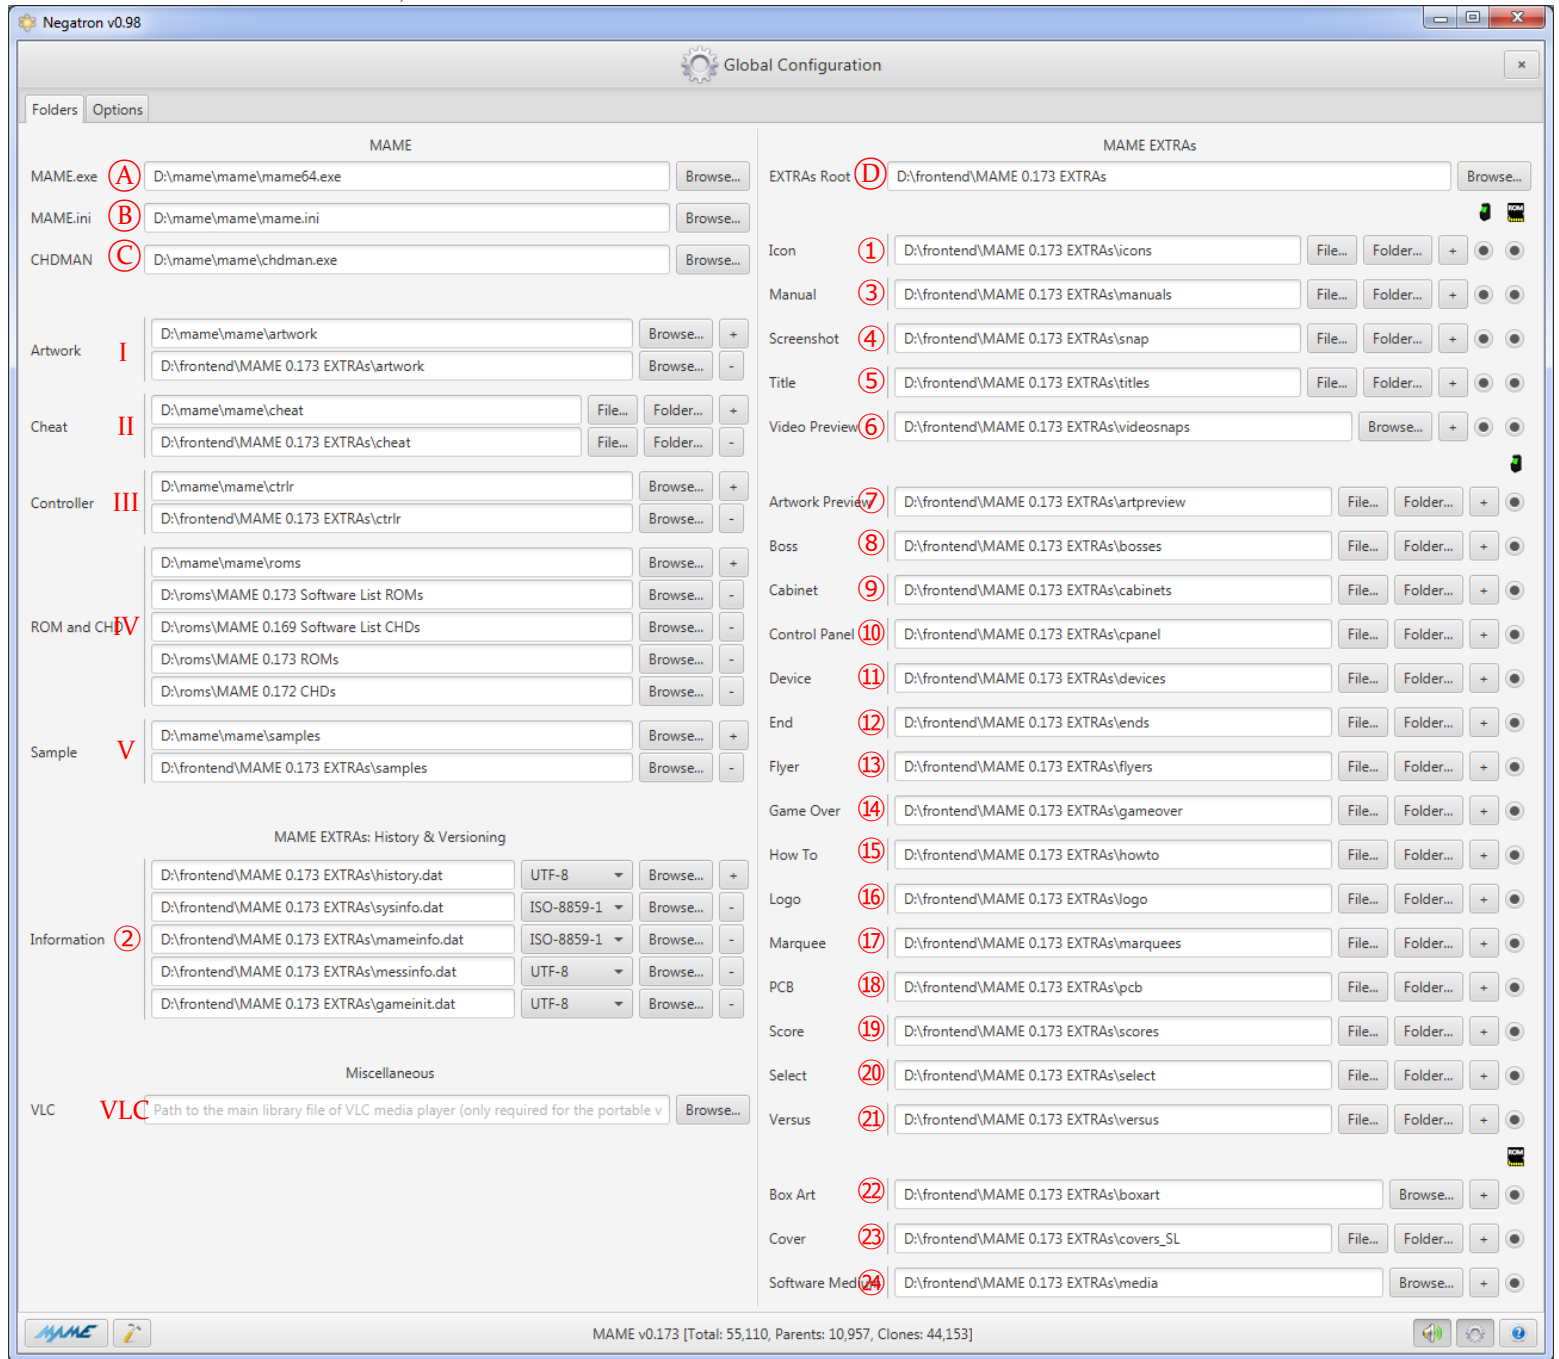 Negatron v0.98
Global Configuration
Folders Options
MAME
MAME.exe Ⓐ D:\mame\mame\mame64.exe Browse...
MAME.ini Ⓑ D:\mame\mame\mame.ini Browse...
CHDMAN Ⓒ D:\mame\mame\chdman.exe Browse...
Artwork I
D:\mame\mame\artwork Browse... +
D:\frontend\MAME 0.173 EXTRAs\artwork Browse... -
Cheat II
D:\mame\mame\cheat File... Folder... +
D:\frontend\MAME 0.173 EXTRAs\cheat File... Folder... -
Controller III
D:\mame\mame\ctrlr Browse... +
D:\frontend\MAME 0.173 EXTRAs\ctrlr Browse... -
ROM and CHD IV
D:\mame\mame\roms Browse... +
D:\roms\MAME 0.173 Software List ROMs Browse... -
D:\roms\MAME 0.169 Software List CHDs Browse... -
D:\roms\MAME 0.173 ROMs Browse... -
D:\roms\MAME 0.172 CHDs Browse... -
Sample V
D:\mame\mame\samples Browse... +
D:\frontend\MAME 0.173 EXTRAs\samples Browse... -
MAME EXTRAs: History & Versioning
Information ②
D:\frontend\MAME 0.173 EXTRAs\history.dat UTF-8 Browse... +
D:\frontend\MAME 0.173 EXTRAs\sysinfo.dat ISO-8859-1 Browse... -
D:\frontend\MAME 0.173 EXTRAs\mameinfo.dat ISO-8859-1 Browse... -
D:\frontend\MAME 0.173 EXTRAs\messinfo.dat UTF-8 Browse... -
D:\frontend\MAME 0.173 EXTRAs\gameinit.dat UTF-8 Browse... -
Miscellaneous
VLC VLC Path to the main library file of VLC media player (only required for the portable v Browse...
MAME EXTRAs
EXTRAs Root Ⓓ D:\frontend\MAME 0.173 EXTRAs Browse...
ROM
Icon ① D:\frontend\MAME 0.173 EXTRAs\icons File... Folder... +
Manual ③ D:\frontend\MAME 0.173 EXTRAs\manuals File... Folder... +
Screenshot ④ D:\frontend\MAME 0.173 EXTRAs\snap File... Folder... +
Title ⑤ D:\frontend\MAME 0.173 EXTRAs\titles File... Folder... +
Video Preview ⑥ D:\frontend\MAME 0.173 EXTRAs\videosnaps Browse... +
Artwork Preview ⑦ D:\frontend\MAME 0.173 EXTRAs\artpreview File... Folder... +
Boss ⑧ D:\frontend\MAME 0.173 EXTRAs\bosses File... Folder... +
Cabinet ⑨ D:\frontend\MAME 0.173 EXTRAs\cabinets File... Folder... +
Control Panel ⑩ D:\frontend\MAME 0.173 EXTRAs\cpanel File... Folder... +
Device ⑪ D:\frontend\MAME 0.173 EXTRAs\devices File... Folder... +
End ⑫ D:\frontend\MAME 0.173 EXTRAs\ends File... Folder... +
Flyer ⑬ D:\frontend\MAME 0.173 EXTRAs\flyers File... Folder... +
Game Over ⑭ D:\frontend\MAME 0.173 EXTRAs\gameover File... Folder... +
How To ⑮ D:\frontend\MAME 0.173 EXTRAs\howto File... Folder... +
Logo ⑯ D:\frontend\MAME 0.173 EXTRAs\logo File... Folder... +
Marquee ⑰ D:\frontend\MAME 0.173 EXTRAs\marquees File... Folder... +
PCB ⑱ D:\frontend\MAME 0.173 EXTRAs\pcb File... Folder... +
Score ⑲ D:\frontend\MAME 0.173 EXTRAs\scores File... Folder... +
Select ⑳ D:\frontend\MAME 0.173 EXTRAs\select File... Folder... +
Versus ㉑ D:\frontend\MAME 0.173 EXTRAs\versus File... Folder... +
ROM
Box Art ㉒ D:\frontend\MAME 0.173 EXTRAs\boxart Browse... +
Cover ㉓ D:\frontend\MAME 0.173 EXTRAs\covers_SL File... Folder... +
Software Medium ㉔ D:\frontend\MAME 0.173 EXTRAs\media Browse... +
MAME MAME v0.173 [Total: 55,110, Parents: 10,957, Clones: 44,153]